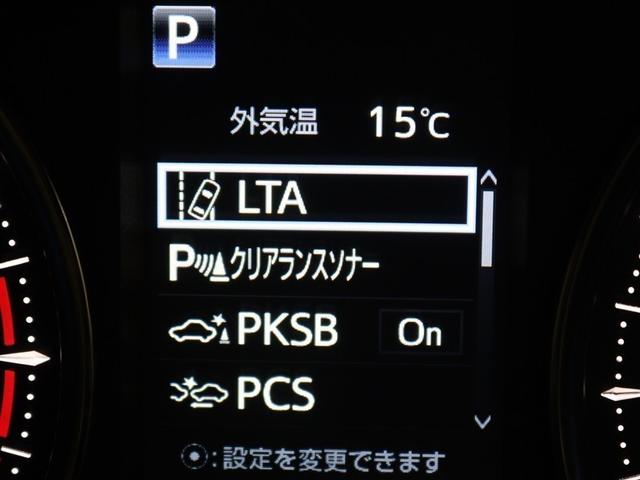 P
外気温 15℃
LTA
P クリアランスソナー
PKSB On
PCS
:設定を変更できます